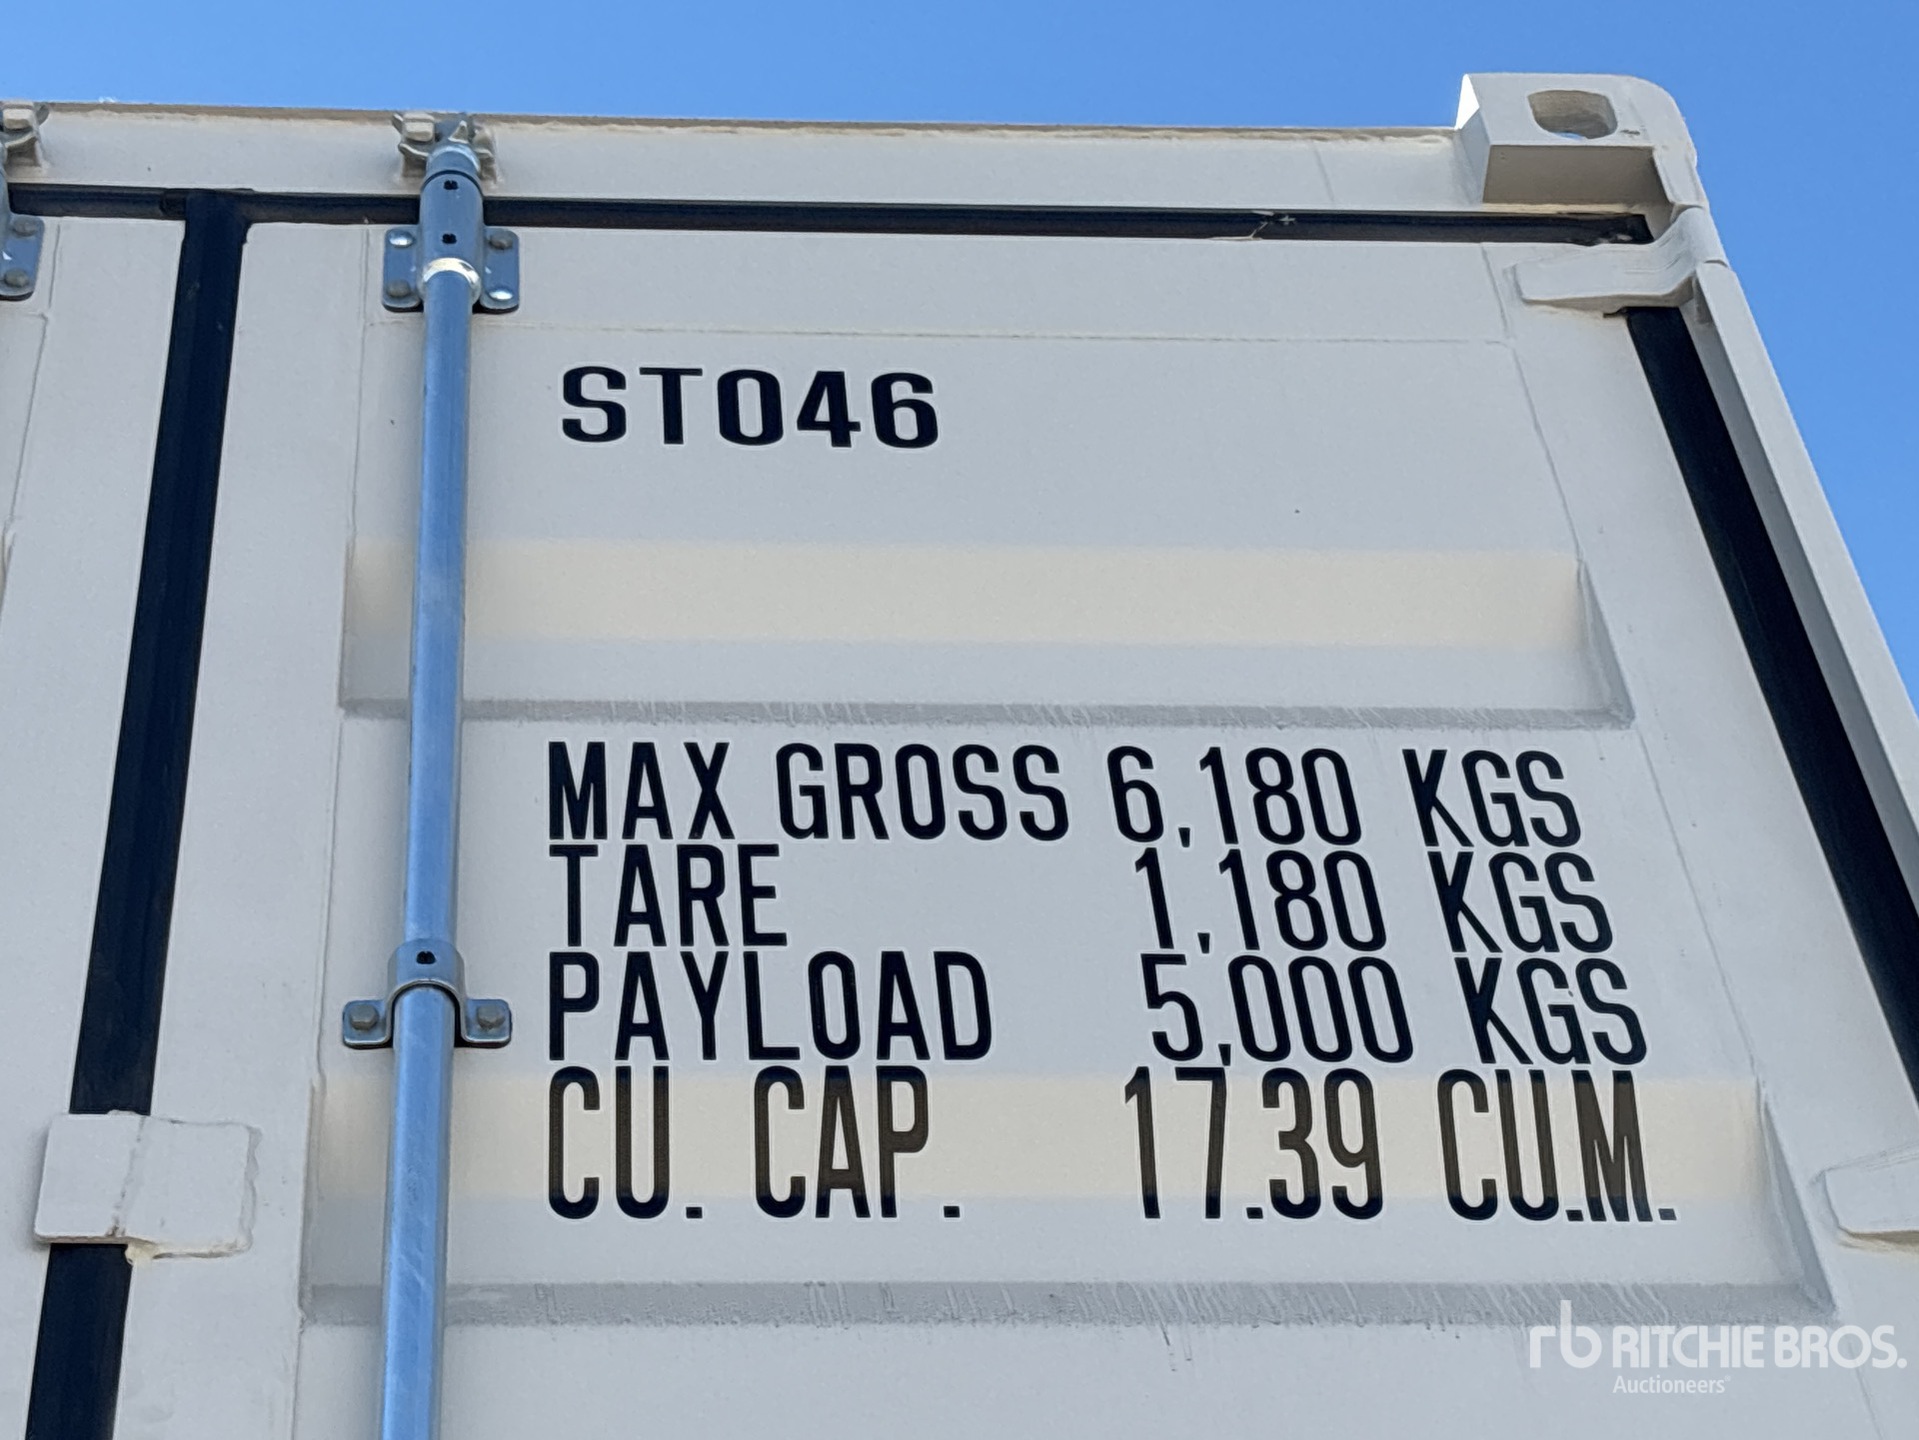 ST046
MAX GROSS 6,180 KGS
TARE 1,180 KGS
PAYLOAD 5,000 KGS
CU. CAP. 17.39 CU.M.
rb RITCHIE BROS.
Auctioneers